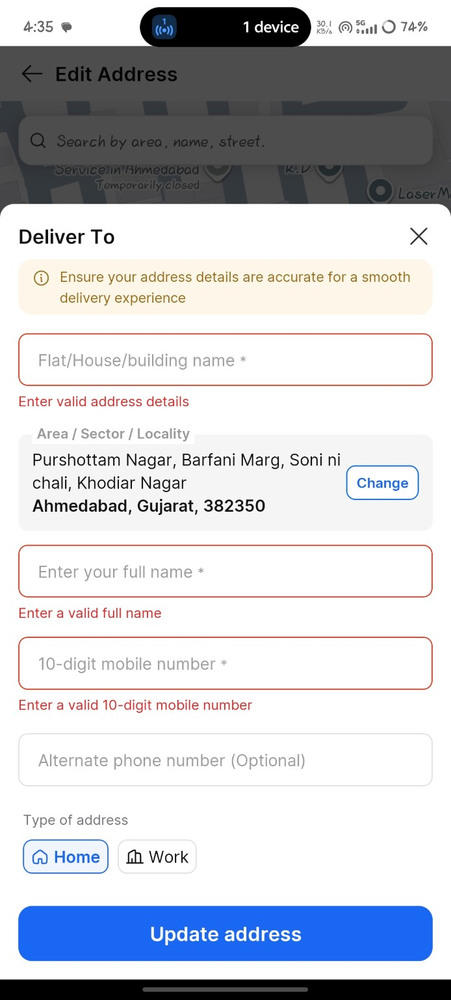 4:35
1
1 device
30.1
KB/s
5G
74%
Edit Address
Search by area, name, street.
Service in Ahmedabad
Temporarily closed
K.D
LaserM
Deliver To
Ensure your address details are accurate for a smooth
delivery experience
Flat/House/building name *
Enter valid address details
Area / Sector / Locality
Purshottam Nagar, Barfani Marg, Soni ni
chali, Khodiar Nagar
Ahmedabad, Gujarat, 382350
Change
Enter your full name *
Enter a valid full name
10-digit mobile number *
Enter a valid 10-digit mobile number
Alternate phone number (Optional)
Type of address
Home
Work
Update address